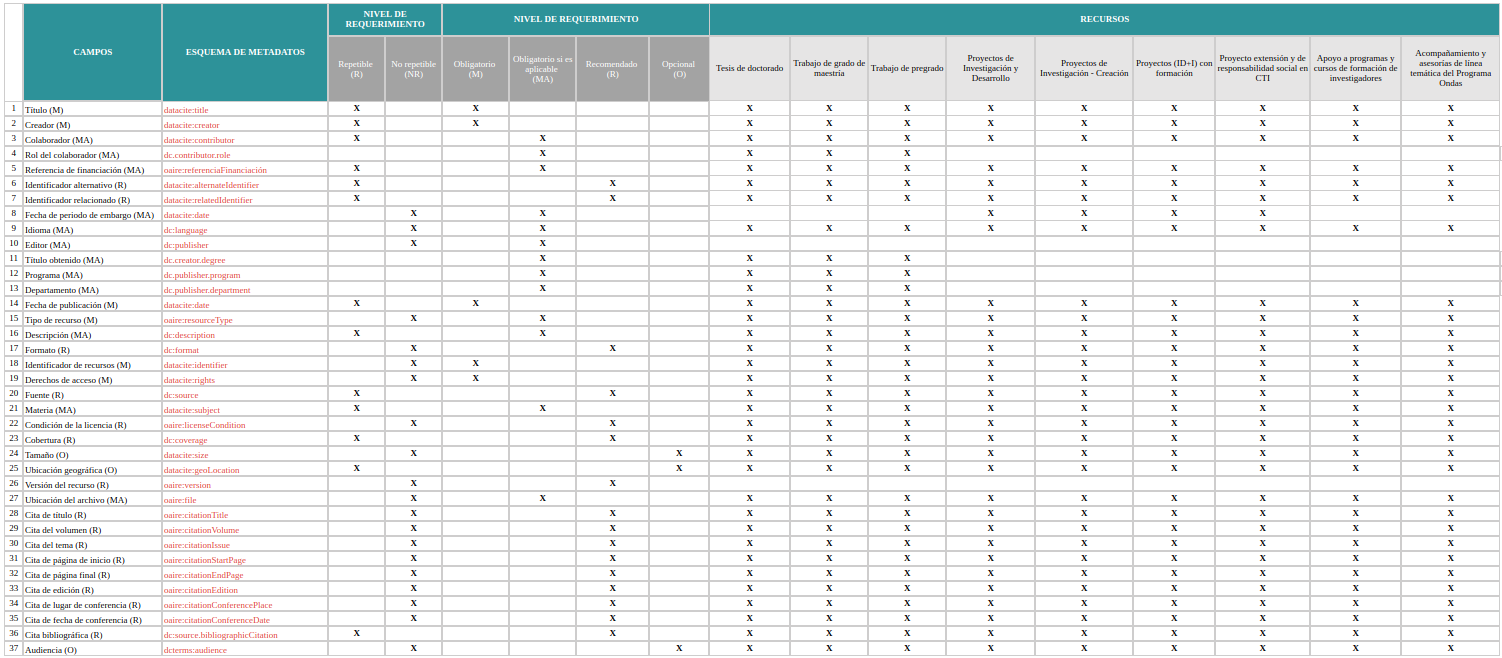 CAMPOS ESQUEMA DE METADATOS NIVEL DE REQUERIMIENTO NIVEL DE REQUERIMIENTO RECURSOS
Repetible (R) No repetible (NR) Obligatorio (M) Obligatorio si es aplicable (MA) Recomendado (R) Opcional (O) Tesis de doctorado Trabajo de grado de maestría Trabajo de pregrado Proyectos de Investigación y Desarrollo Proyectos de Investigación - Creación Proyectos (ID+I) con formación Proyecto extensión y de responsabilidad social en CTI Apoyo a programas y cursos de formación de investigadores Acompañamiento y asesorías de línea temática del Programa Ondas
1 Título (M) datacite:title X X X X X X X X X X X
2 Creador (M) datacite:creator X X X X X X X X X X X
3 Colaborador (MA) datacite:contributor X X X X X X X X X X X
4 Rol del colaborador (MA) dc.contributor.role X X X X
5 Referencia de financiación (MA) oaire:referenciaFinanciación X X X X X X X X X X X
6 Identificador alternativo (R) datacite:alternateIdentifier X X X X X X X X X X X
7 Identificador relacionado (R) datacite:relatedIdentifier X X X X X X X X X X X
8 Fecha de periodo de embargo (MA) datacite:date X X X X X X
9 Idioma (MA) dc:language X X X X X X X X X X X
10 Editor (MA) dc:publisher X X
11 Título obtenido (MA) dc.creator.degree X X X X
12 Programa (MA) dc.publisher.program X X X X
13 Departamento (MA) dc.publisher.department X X X X
14 Fecha de publicación (M) datacite:date X X X X X X X X X X X
15 Tipo de recurso (M) oaire:resourceType X X X X X X X X X X X
16 Descripción (MA) dc:description X X X X X X X X X X X
17 Formato (R) dc:format X X X X X X X X X X X
18 Identificador de recursos (M) datacite:identifier X X X X X X X X X X X
19 Derechos de acceso (M) datacite:rights X X X X X X X X X X X
20 Fuente (R) dc:source X X X X X X X X X X X
21 Materia (MA) datacite:subject X X X X X X X X X X X
22 Condición de la licencia (R) oaire:licenseCondition X X X X X X X X X X X
23 Cobertura (R) dc:coverage X X X X X X X X X X X
24 Tamaño (O) datacite:size X X X X X X X X X X X
25 Ubicación geográfica (O) datacite:geoLocation X X X X X X X X X X X
26 Versión del recurso (R) oaire:version X X
27 Ubicación del archivo (MA) oaire:file X X X X X X X X X X X
28 Cita de título (R) oaire:citationTitle X X X X X X X X X X X
29 Cita del volumen (R) oaire:citationVolume X X X X X X X X X X X
30 Cita del tema (R) oaire:citationIssue X X X X X X X X X X X
31 Cita de página de inicio (R) oaire:citationStartPage X X X X X X X X X X X
32 Cita de página final (R) oaire:citationEndPage X X X X X X X X X X X
33 Cita de edición (R) oaire:citationEdition X X X X X X X X X X X
34 Cita de lugar de conferencia (R) oaire:citationConferencePlace X X X X X X X X X X X
35 Cita de fecha de conferencia (R) oaire:citationConferenceDate X X X X X X X X X X X
36 Cita bibliográfica (R) dc:source.bibliographicCitation X X X X X X X X X X X
37 Audiencia (O) dcterms:audience X X X X X X X X X X X